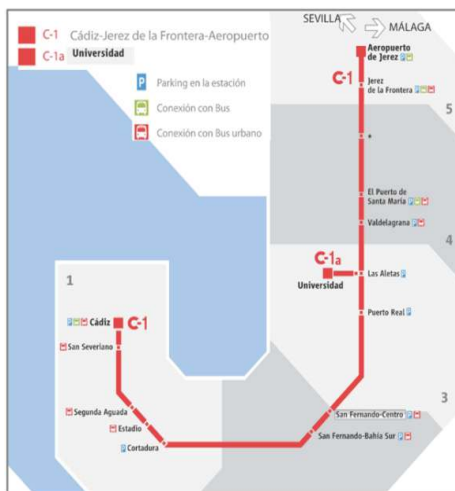 SEVILLA
MÁLAGA
C-1 Cádiz-Jerez de la Frontera-Aeropuerto
C-1a Universidad
P Parking en la estación
Conexión con Bus
Conexión con Bus urbano
Aeropuerto
de Jerez
C-1
Jerez
de la Frontera
5
El Puerto de
Santa María
Valdelagrana
4
C-1a
Universidad
Las Aletas
Puerto Real
1
Cádiz
C-1
San Severiano
Segunda Aguada
Estadio
Cortadura
3
San Fernando-Centro
San Fernando-Bahía Sur